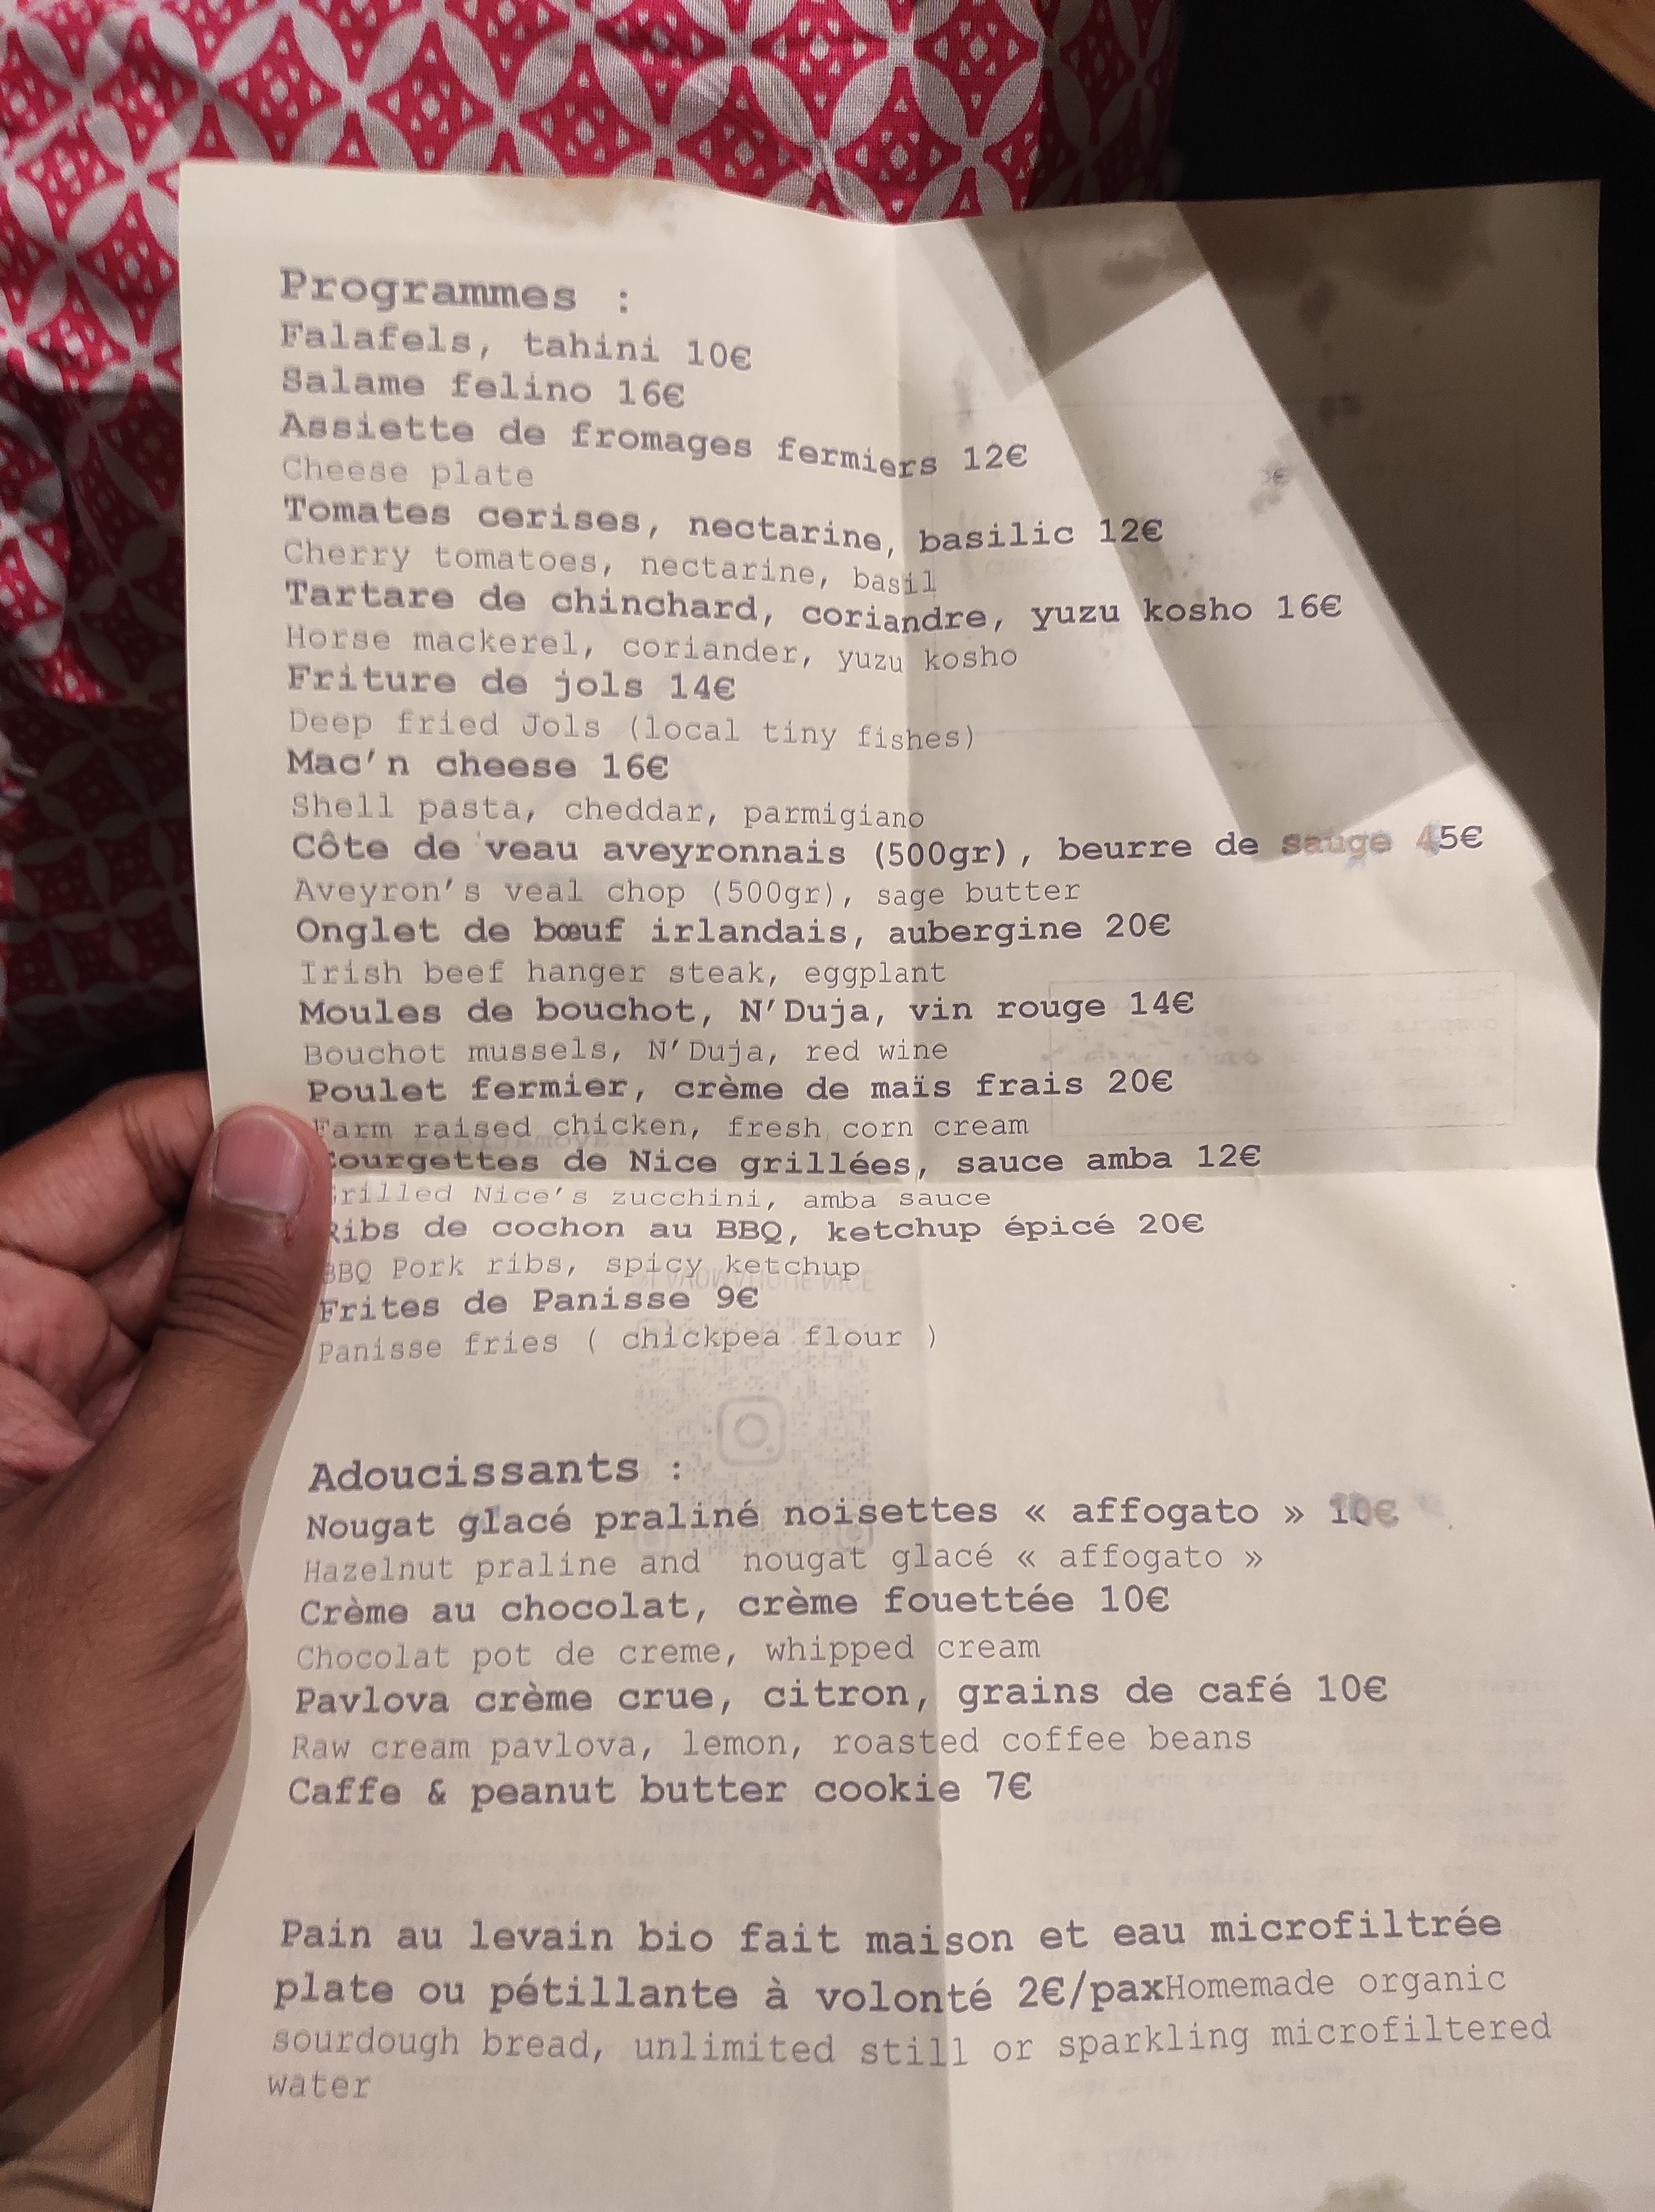 Programmes :
Falafels, tahini 10€
Salame felino 16€
Assiette de fromages fermiers 12€
Cheese plate
Tomates cerises, nectarine, basilic 12€
Cherry tomatoes, nectarine, basil
Tartare de chinchard, coriandre, yuzu kosho 16€
Horse mackerel, coriander, yuzu kosho
Friture de jols 14€
Deep fried Jols (local tiny fishes)
Mac'n cheese 16€
Shell pasta, cheddar, parmigiano
Côte de veau aveyronnais (500gr), beurre de sauge 45€
Aveyron's veal chop (500gr), sage butter
Onglet de bœuf irlandais, aubergine 20€
Irish beef hanger steak, eggplant
Moules de bouchot, N'Duja, vin rouge 14€
Bouchot mussels, N'Duja, red wine
Poulet fermier, crème de maïs frais 20€
Farm raised chicken, fresh corn cream
Courgettes de Nice grillées, sauce amba 12€
Grilled Nice's zucchini, amba sauce
Ribs de cochon au BBQ, ketchup épicé 20€
BBQ Pork ribs, spicy ketchup
Frites de Panisse 9€
Panisse fries ( chickpea flour )
Adoucissants :
Nougat glacé praliné noisettes « affogato » 10€
Hazelnut praline and nougat glacé « affogato »
Crème au chocolat, crème fouettée 10€
Chocolat pot de creme, whipped cream
Pavlova crème crue, citron, grains de café 10€
Raw cream pavlova, lemon, roasted coffee beans
Caffe & peanut butter cookie 7€
Pain au levain bio fait maison et eau microfiltrée
plate ou pétillante à volonté 2€/paxHomemade organic
sourdough bread, unlimited still or sparkling microfiltered
water